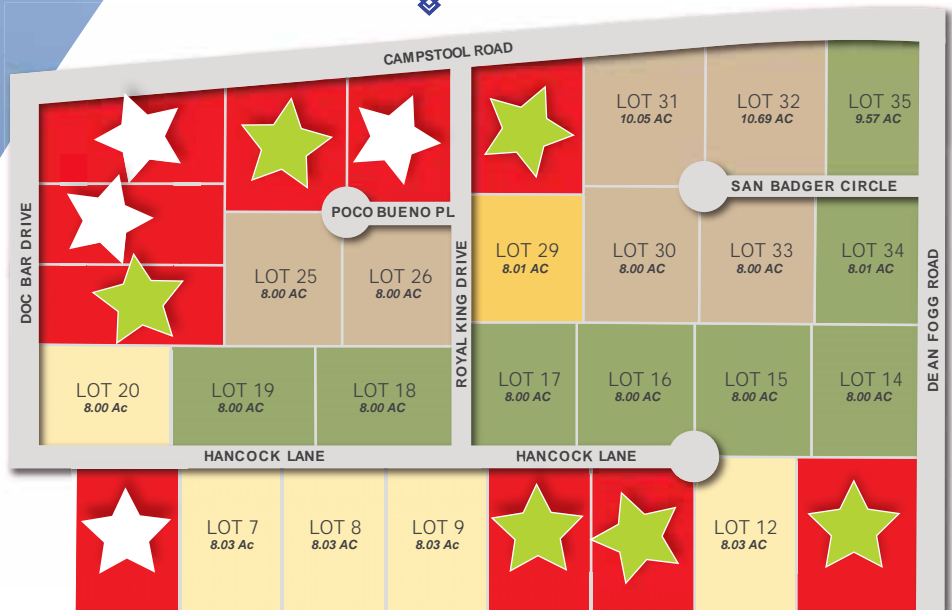 CAMPSTOOL ROAD
LOT 31
10.05 AC
LOT 32
10.69 AC
LOT 35
9.57 AC
SAN BADGER CIRCLE
POCO BUENO PL
DOC BAR DRIVE
LOT 25
8.00 AC
LOT 26
8.00 AC
ROYAL KING DRIVE
LOT 29
8.01 AC
LOT 30
8.00 AC
LOT 33
8.00 AC
LOT 34
8.01 AC
DEAN FOGG ROAD
LOT 20
8.00 Ac
LOT 19
8.00 AC
LOT 18
8.00 AC
LOT 17
8.00 AC
LOT 16
8.00 AC
LOT 15
8.00 AC
LOT 14
8.00 AC
HANCOCK LANE
HANCOCK LANE
LOT 7
8.03 Ac
LOT 8
8.03 AC
LOT 9
8.03 Ac
LOT 12
8.03 AC